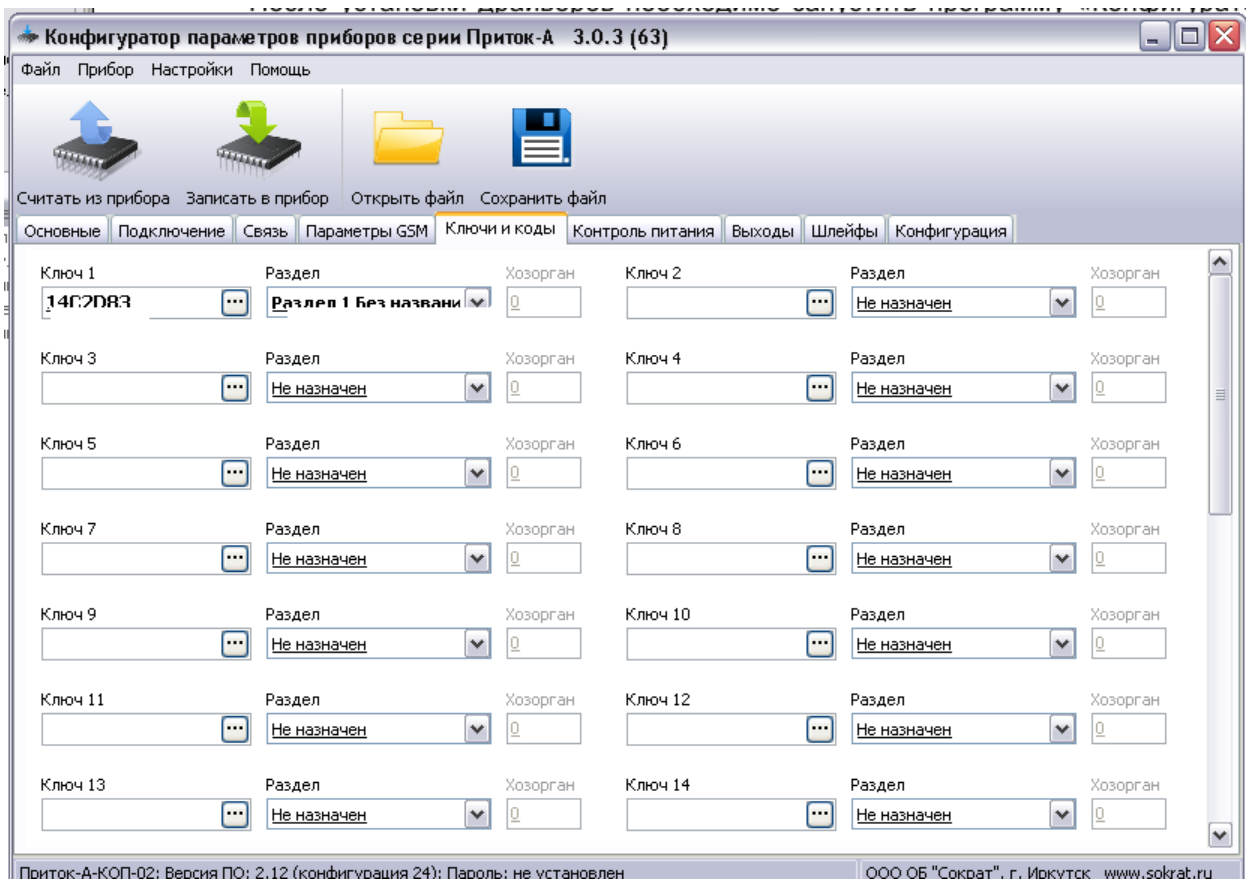 После установки драйверов необходимо запустить программу «Конфигурат
Конфигуратор параметров приборов серии Приток-А 3.0.3 (63)
Файл Прибор Настройки Помощь
Считать из прибора Записать в прибор Открыть файл Сохранить файл
Основные Подключение Связь Параметры GSM Ключи и коды Контроль питания Выходы Шлейфы Конфигурация
Ключ 1 Раздел Хозорган Ключ 2 Раздел Хозорган
14C2D83 ... Раздел 1 Без названи 0 ... Не назначен 0
Ключ 3 Раздел Хозорган Ключ 4 Раздел Хозорган
... Не назначен 0 ... Не назначен 0
Ключ 5 Раздел Хозорган Ключ 6 Раздел Хозорган
... Не назначен 0 ... Не назначен 0
Ключ 7 Раздел Хозорган Ключ 8 Раздел Хозорган
... Не назначен 0 ... Не назначен 0
Ключ 9 Раздел Хозорган Ключ 10 Раздел Хозорган
... Не назначен 0 ... Не назначен 0
Ключ 11 Раздел Хозорган Ключ 12 Раздел Хозорган
... Не назначен 0 ... Не назначен 0
Ключ 13 Раздел Хозорган Ключ 14 Раздел Хозорган
... Не назначен 0 ... Не назначен 0
Приток-А-КОП-02; Версия ПО: 2.12 (конфигурация 24); Пароль: не установлен ООО ОБ "Сократ", г. Иркутск www.sokrat.ru